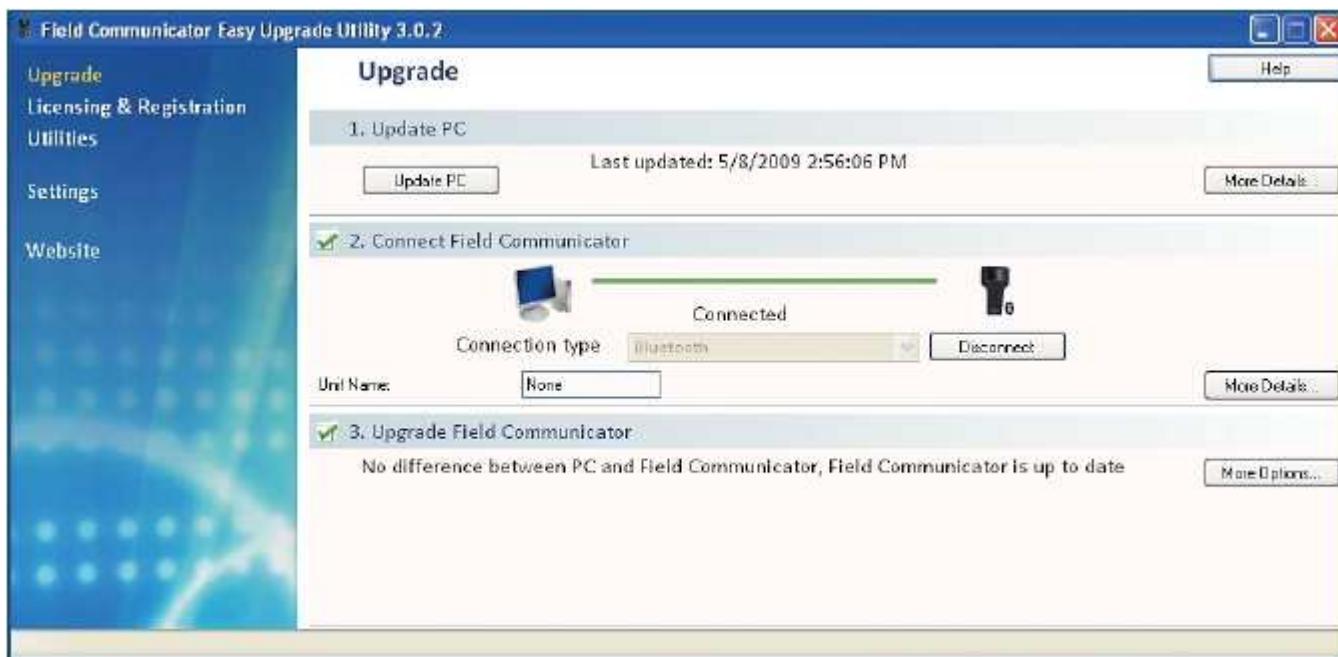 Field Communicator Easy Upgrade Utility 3.0.2
Upgrade
Licensing & Registration
Utilities
Settings
Website
Upgrade
Help
1. Update PC
Last updated: 5/8/2009 2:56:06 PM
Update PC
More Details...
2. Connect Field Communicator
Connected
Connection type
Bluetooth
Disconnect
Unit Name:
None
More Details...
3. Upgrade Field Communicator
No difference between PC and Field Communicator, Field Communicator is up to date
More Options...